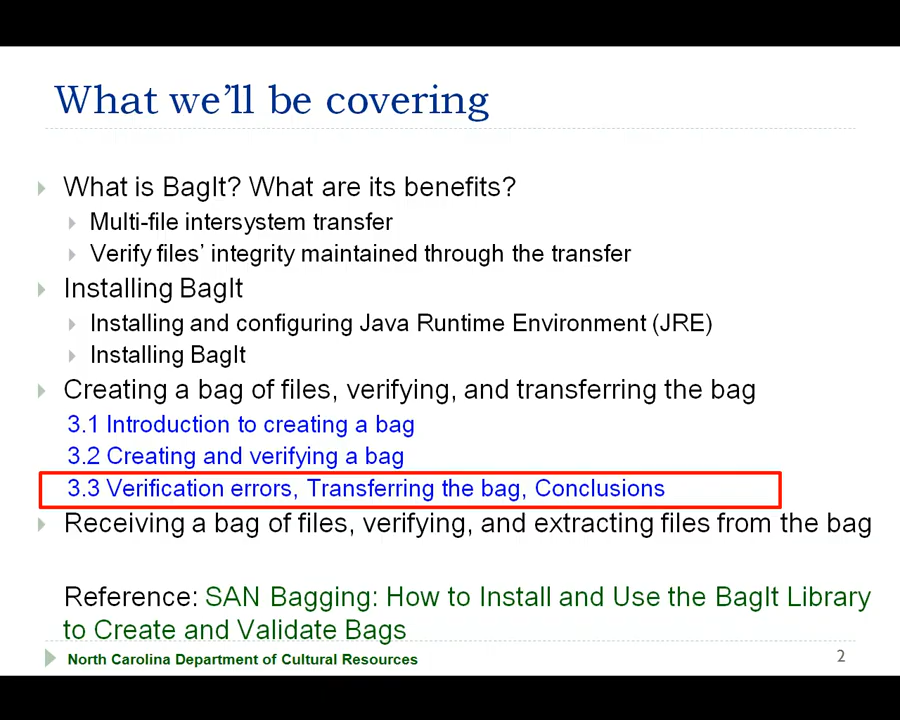 What we'll be covering
What is BagIt? What are its benefits?
Multi-file intersystem transfer
Verify files' integrity maintained through the transfer
Installing BagIt
Installing and configuring Java Runtime Environment (JRE)
Installing BagIt
Creating a bag of files, verifying, and transferring the bag
3.1 Introduction to creating a bag
3.2 Creating and verifying a bag
3.3 Verification errors, Transferring the bag, Conclusions
Receiving a bag of files, verifying, and extracting files from the bag
Reference: SAN Bagging: How to Install and Use the BagIt Library
to Create and Validate Bags
North Carolina Department of Cultural Resources
2